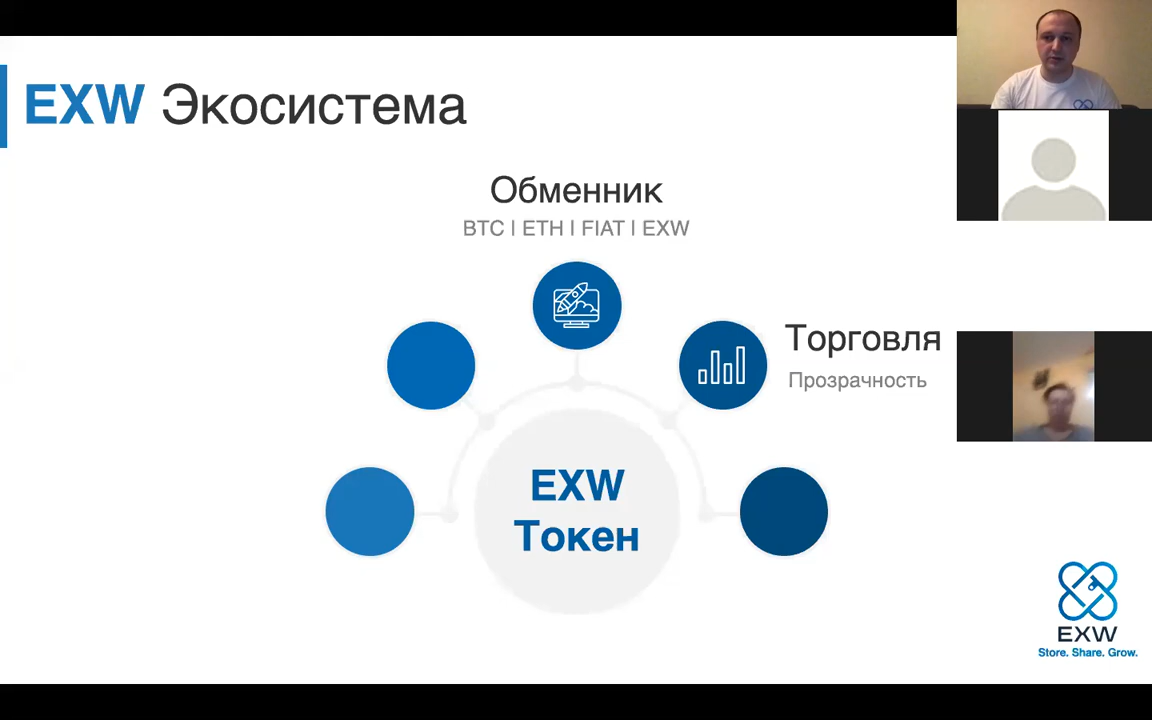 EXW Экосистема
Обменник
BTC | ETH | FIAT | EXW
Торговля
Прозрачность
EXW
Токен
EXW
Store. Share. Grow.